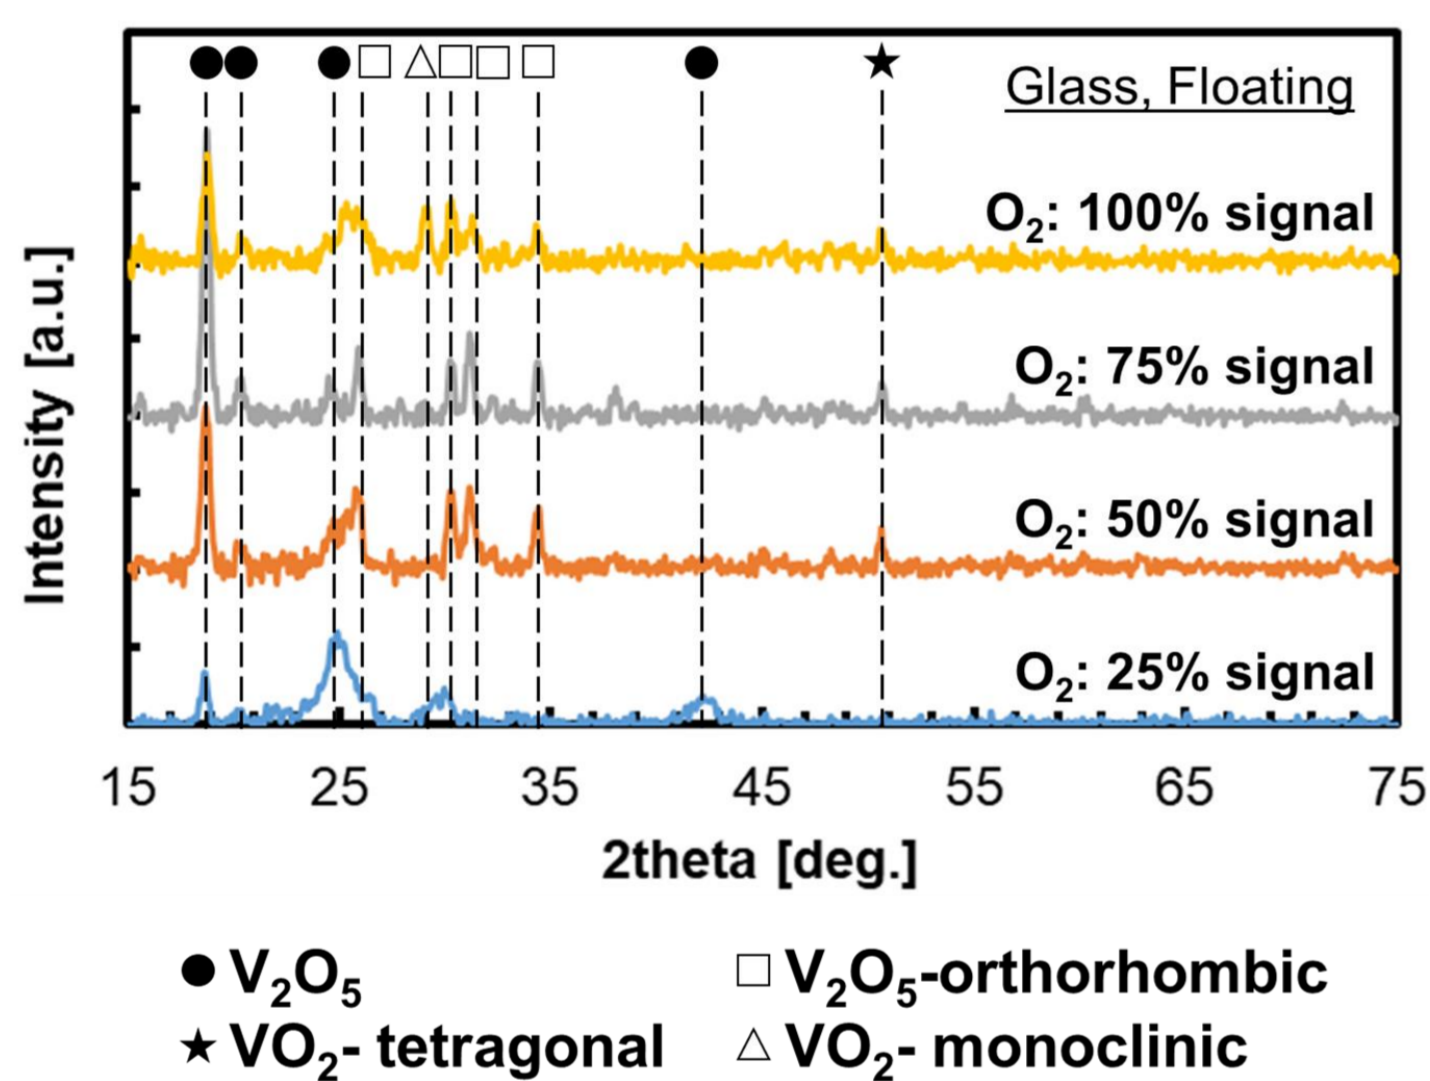 Glass, Floating
O₂: 100% signal
O₂: 75% signal
O₂: 50% signal
O₂: 25% signal
Intensity [a.u.]
15 25 35 45 55 65 75
2theta [deg.]
● V₂O₅ □ V₂O₅-orthorhombic
★ VO₂- tetragonal △ VO₂- monoclinic